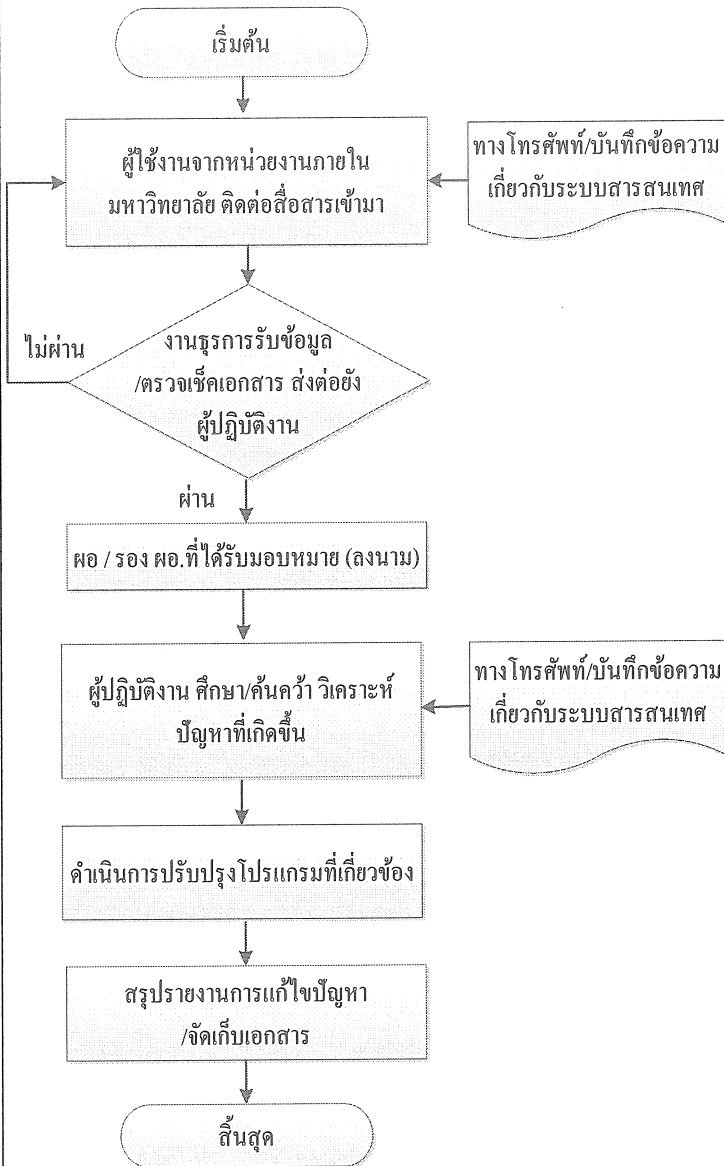 เริ่มต้น
ผู้ใช้งานจากหน่วยงานภายใน
มหาวิทยาลัย ติดต่อสื่อสารเข้ามา
ทางโทรศัพท์/บันทึกข้อความ
เกี่ยวกับระบบสารสนเทศ
ไม่ผ่าน
งานธุรการรับข้อมูล
/ตรวจเช็คเอกสาร ส่งต่อยัง
ผู้ปฏิบัติงาน
ผ่าน
ผอ / รอง ผอ.ที่ได้รับมอบหมาย (ลงนาม)
ผู้ปฏิบัติงาน ศึกษา/ค้นคว้า วิเคราะห์
ปัญหาที่เกิดขึ้น
ทางโทรศัพท์/บันทึกข้อความ
เกี่ยวกับระบบสารสนเทศ
ดำเนินการปรับปรุงโปรแกรมที่เกี่ยวข้อง
สรุปรายงานการแก้ไขปัญหา
/จัดเก็บเอกสาร
สิ้นสุด